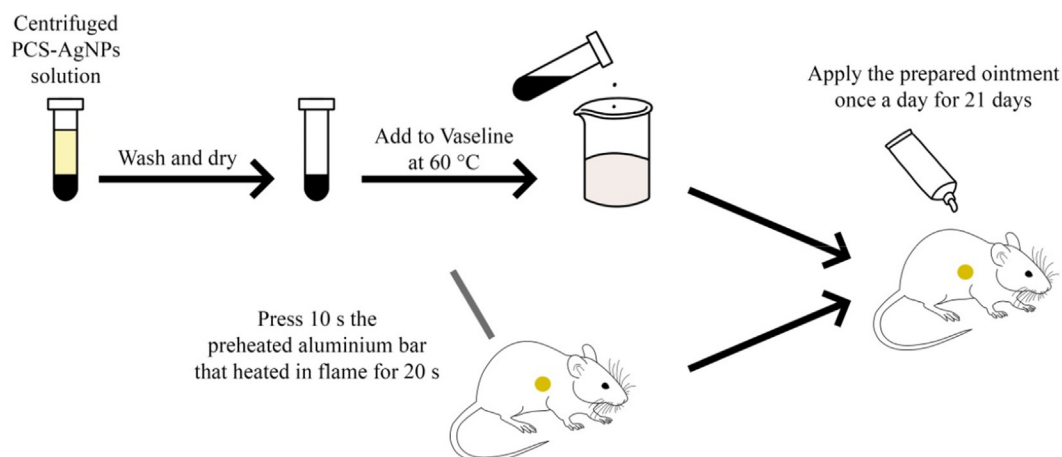 Centrifuged
PCS-AgNPs
solution
Wash and dry
Add to Vaseline
at 60 °C
Apply the prepared ointment
once a day for 21 days
Press 10 s the
preheated aluminium bar
that heated in flame for 20 s